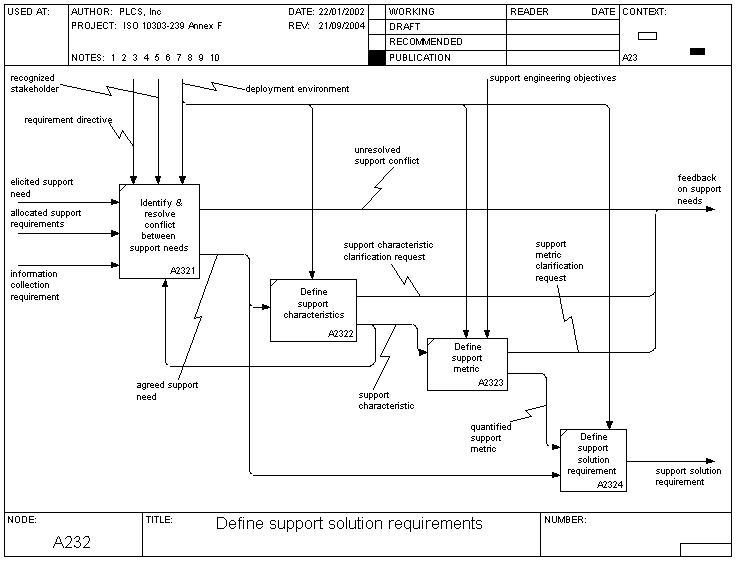 USED AT:
AUTHOR: PLCS, Inc
DATE: 22/01/2002
PROJECT: ISO 10303-239 Annex F
REV: 21/09/2004
NOTES: 1 2 3 4 5 6 7 8 9 10
WORKING
DRAFT
RECOMMENDED
PUBLICATION
READER DATE
CONTEXT:
A23
recognized
stakeholder
deployment environment
support engineering objectives
requirement directive
unresolved
support conflict
elicited support
need
allocated support
requirements
information
collection
requirement
Identify &
resolve
conflict
between
support needs
A2321
feedback
on support
needs
support characteristic
clarification request
support
metric
clarification
request
Define
support
characteristics
A2322
Define
support
metric
A2323
agreed support
need
support
characteristic
quantified
support
metric
Define
support
solution
requirement
A2324
support solution
requirement
NODE:
A232
TITLE:
Define support solution requirements
NUMBER: